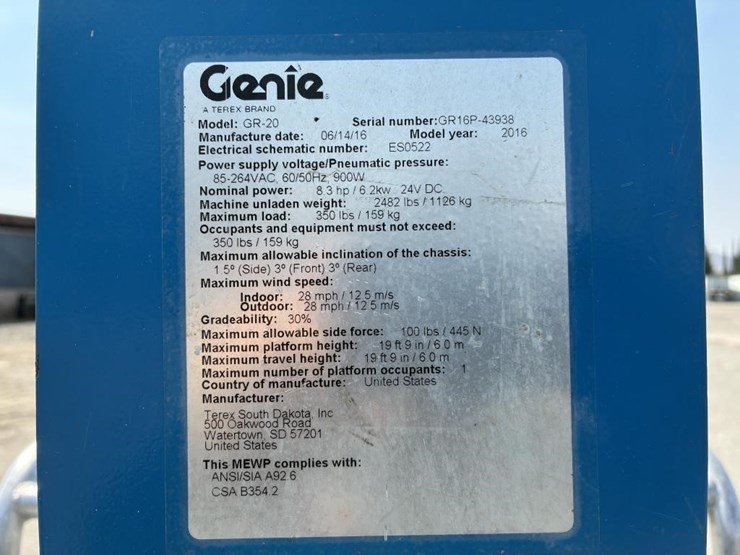 Genie
A TEREX BRAND
Model: GR-20 Serial number:GR16P-43938
Manufacture date: 06/14/16 Model year: 2016
Electrical schematic number: ES0522
Power supply voltage/Pneumatic pressure:
85-264VAC, 60/50Hz, 900W
Nominal power: 8.3 hp / 6.2kw 24V DC
Machine unladen weight: 2482 lbs / 1126 kg
Maximum load: 350 lbs / 159 kg
Occupants and equipment must not exceed:
350 lbs / 159 kg
Maximum allowable inclination of the chassis:
1.5º (Side) 3º (Front) 3º (Rear)
Maximum wind speed:
Indoor: 28 mph / 12.5 m/s
Outdoor: 28 mph / 12.5 m/s
Gradeability: 30%
Maximum allowable side force: 100 lbs / 445 N
Maximum platform height: 19 ft 9 in / 6.0 m
Maximum travel height: 19 ft 9 in / 6.0 m
Maximum number of platform occupants: 1
Country of manufacture: United States
Manufacturer:
Terex South Dakota, Inc
500 Oakwood Road
Watertown, SD 57201
United States
This MEWP complies with:
ANSI/SIA A92.6
CSA B354.2